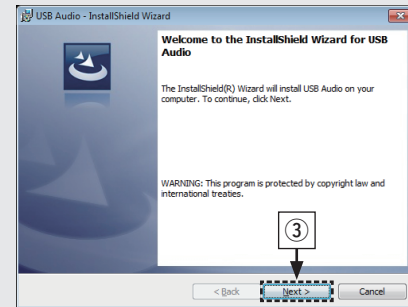 USB Audio - InstallShield Wizard
Welcome to the InstallShield Wizard for USB
Audio
The InstallShield(R) Wizard will install USB Audio on your
computer. To continue, click Next.
WARNING: This program is protected by copyright law and
international treaties.
③
< Back Next > Cancel